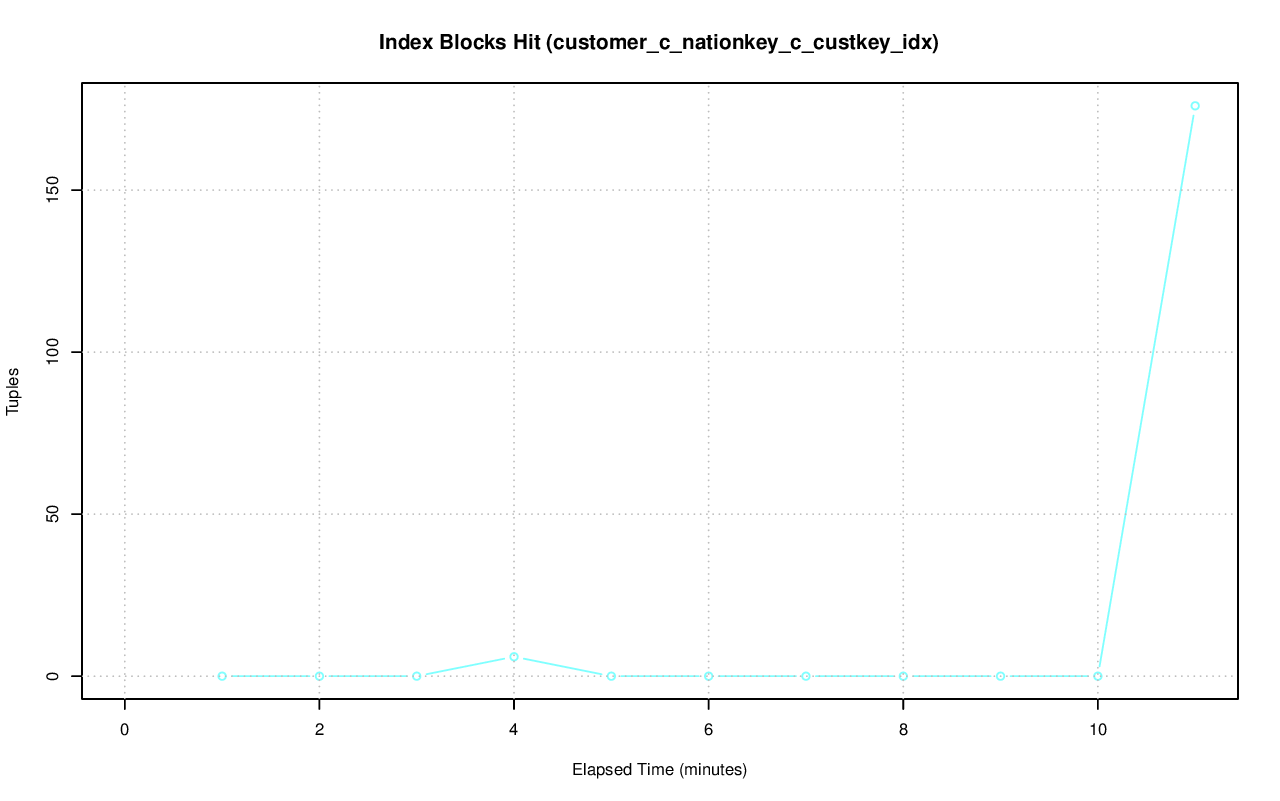 Index Blocks Hit (customer_c_nationkey_c_custkey_idx)
150
100
50
0
Tuples
0 2 4 6 8 10
Elapsed Time (minutes)